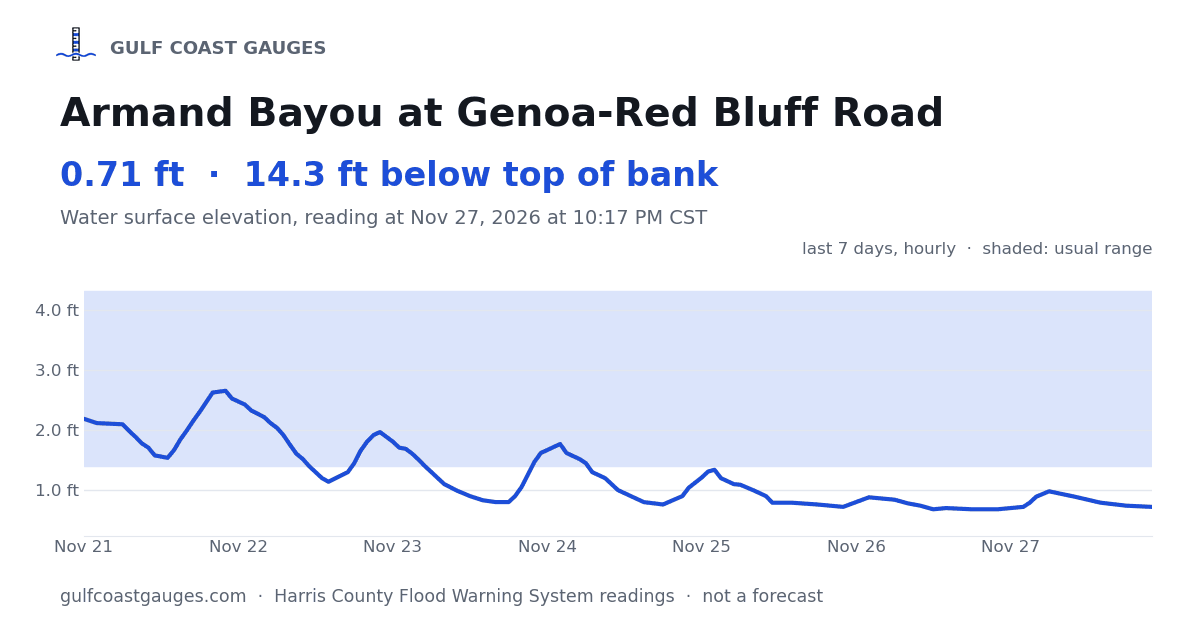 GULF COAST GAUGES
Armand Bayou at Genoa-Red Bluff Road
0.71 ft · 14.3 ft below top of bank
Water surface elevation, reading at Nov 27, 2026 at 10:17 PM CST
last 7 days, hourly · shaded: usual range
4.0 ft
3.0 ft
2.0 ft
1.0 ft
Nov 21 Nov 22 Nov 23 Nov 24 Nov 25 Nov 26 Nov 27
gulfcoastgauges.com · Harris County Flood Warning System readings · not a forecast